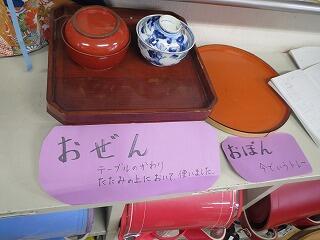 おぜん
テーブルのかわり
たたみの上において、使いました。
おぼん
今でいうトレー